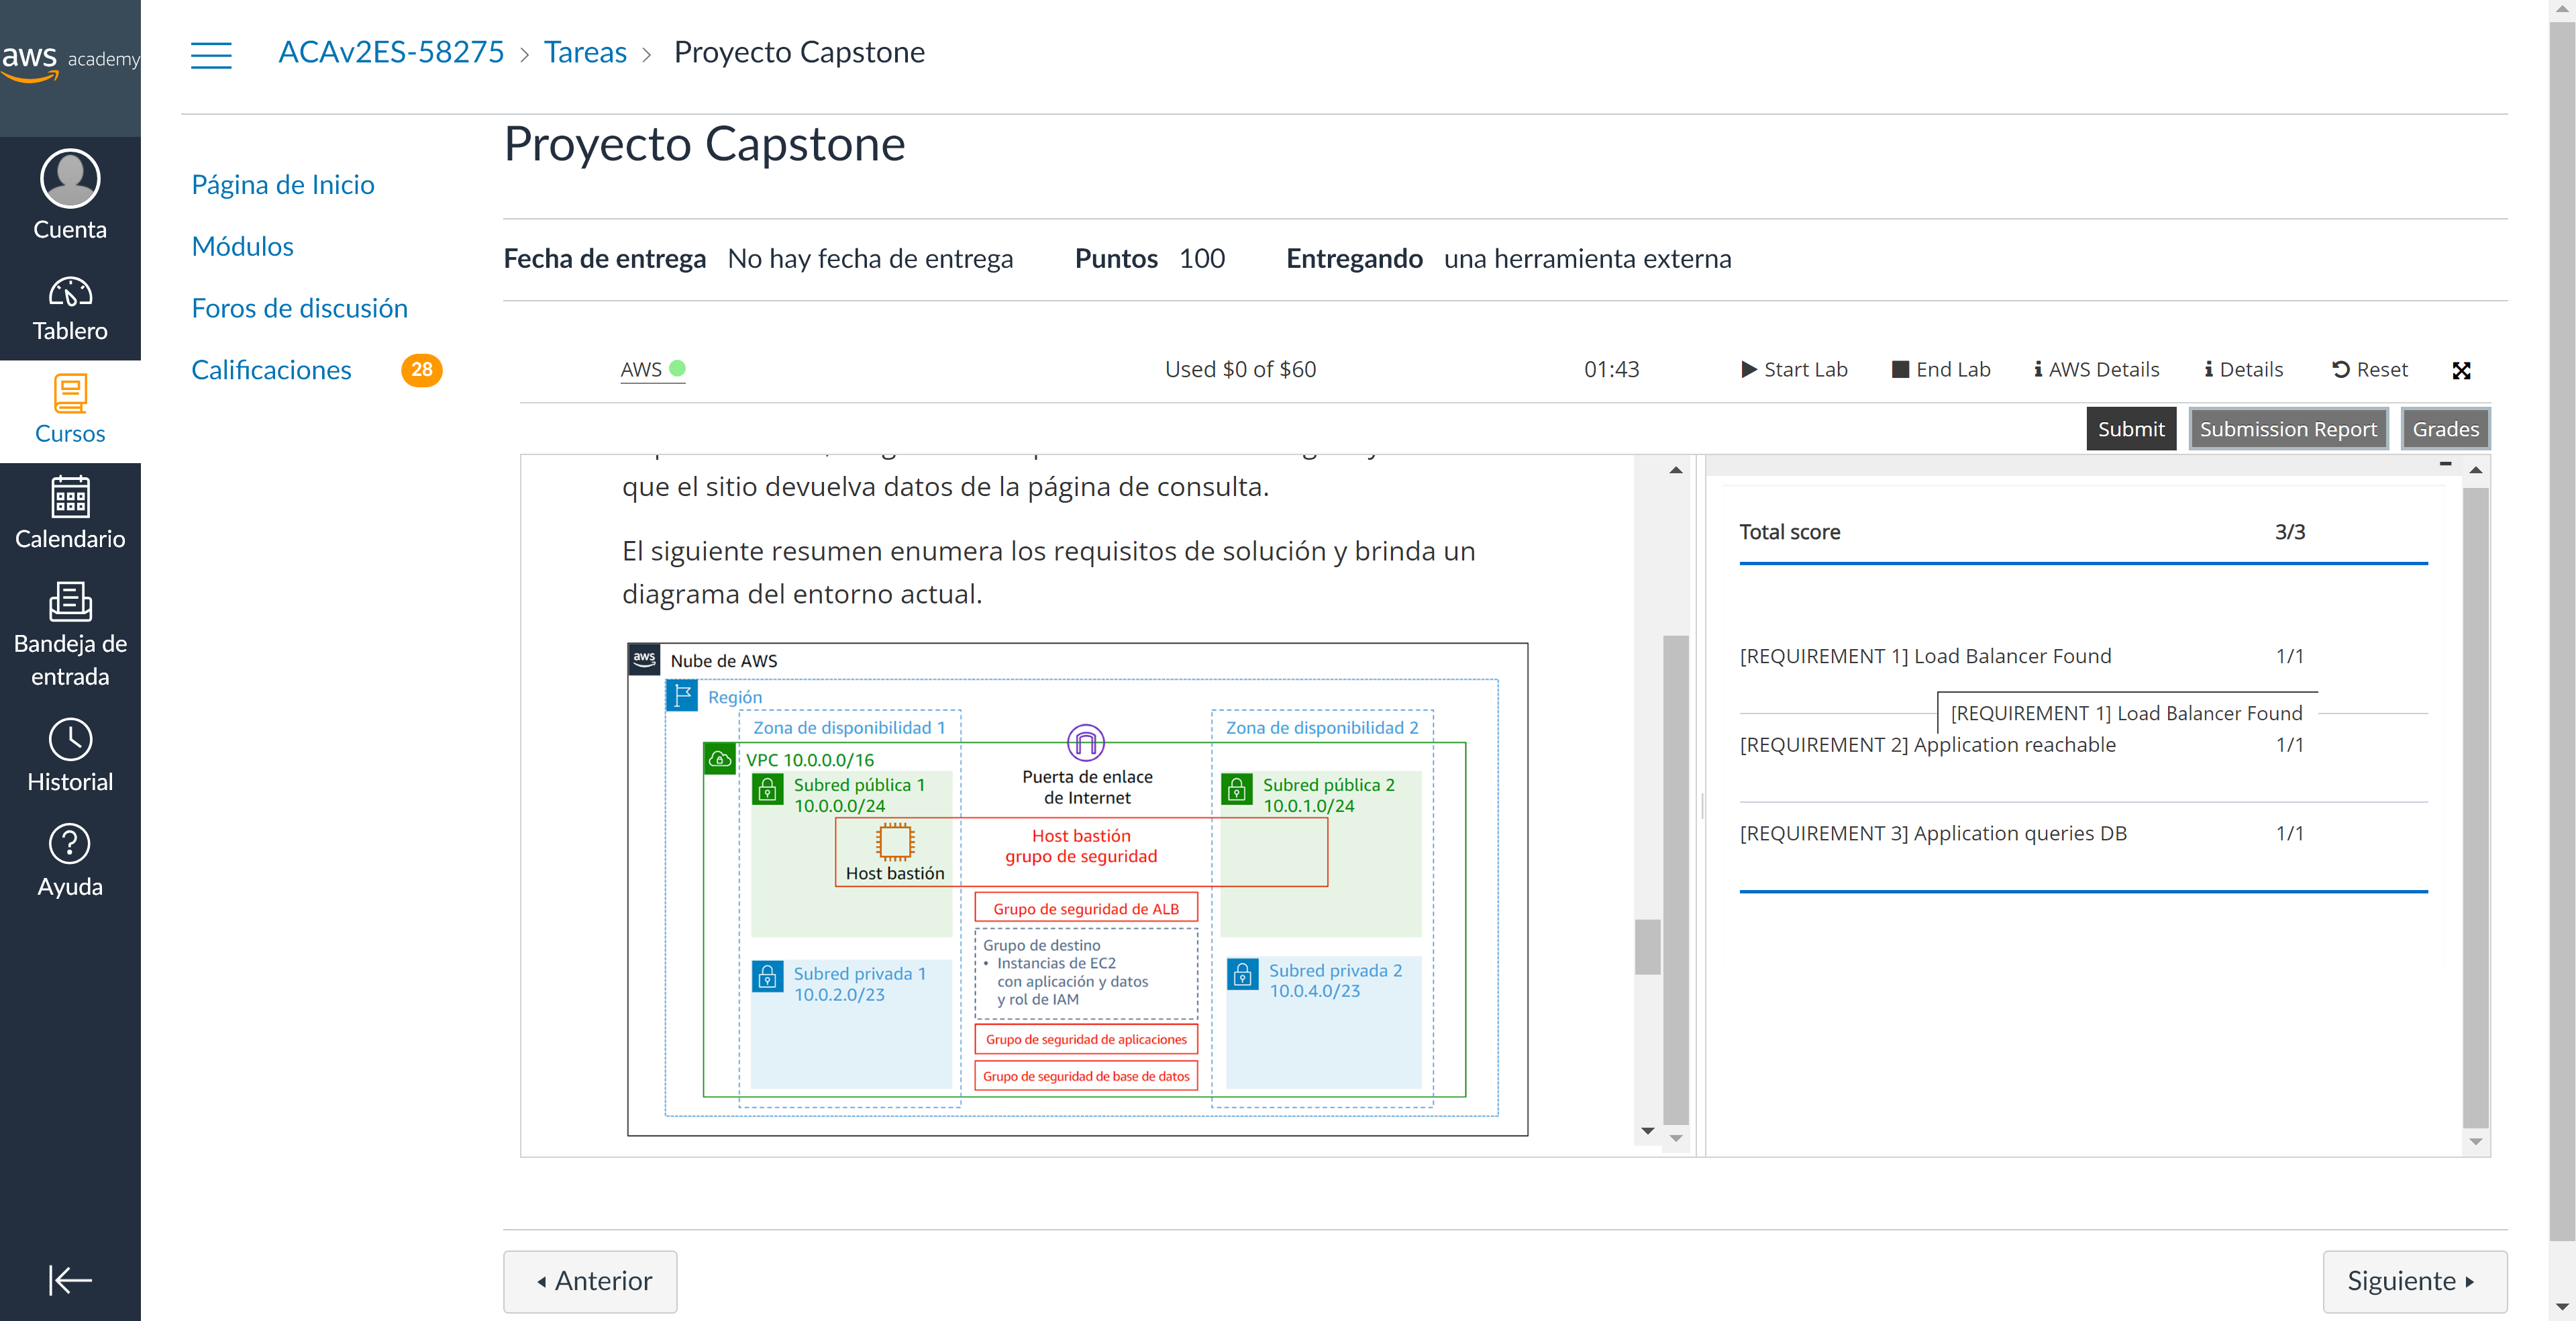 aws academy
ACAv2ES-58275 > Tareas > Proyecto Capstone
Cuenta
Tablero
Cursos
Calendario
Bandeja de
entrada
Historial
Ayuda
Página de Inicio
Módulos
Foros de discusión
Calificaciones 28
Proyecto Capstone
Fecha de entrega No hay fecha de entrega Puntos 100 Entregando una herramienta externa
AWS Used $0 of $60 01:43 Start Lab End Lab AWS Details Details Reset
Submit Submission Report Grades
que el sitio devuelva datos de la página de consulta.
El siguiente resumen enumera los requisitos de solución y brinda un
diagrama del entorno actual.
aws Nube de AWS
Región
Zona de disponibilidad 1
Zona de disponibilidad 2
VPC 10.0.0.0/16
Puerta de enlace
de Internet
Subred pública 1
10.0.0.0/24
Subred pública 2
10.0.1.0/24
Host bastión
Host bastión
grupo de seguridad
Grupo de seguridad de ALB
Grupo de destino
• Instancias de EC2
con aplicación y datos
y rol de IAM
Subred privada 1
10.0.2.0/23
Subred privada 2
10.0.4.0/23
Grupo de seguridad de aplicaciones
Grupo de seguridad de base de datos
Total score 3/3
[REQUIREMENT 1] Load Balancer Found 1/1
[REQUIREMENT 1] Load Balancer Found
[REQUIREMENT 2] Application reachable 1/1
[REQUIREMENT 3] Application queries DB 1/1
Anterior
Siguiente